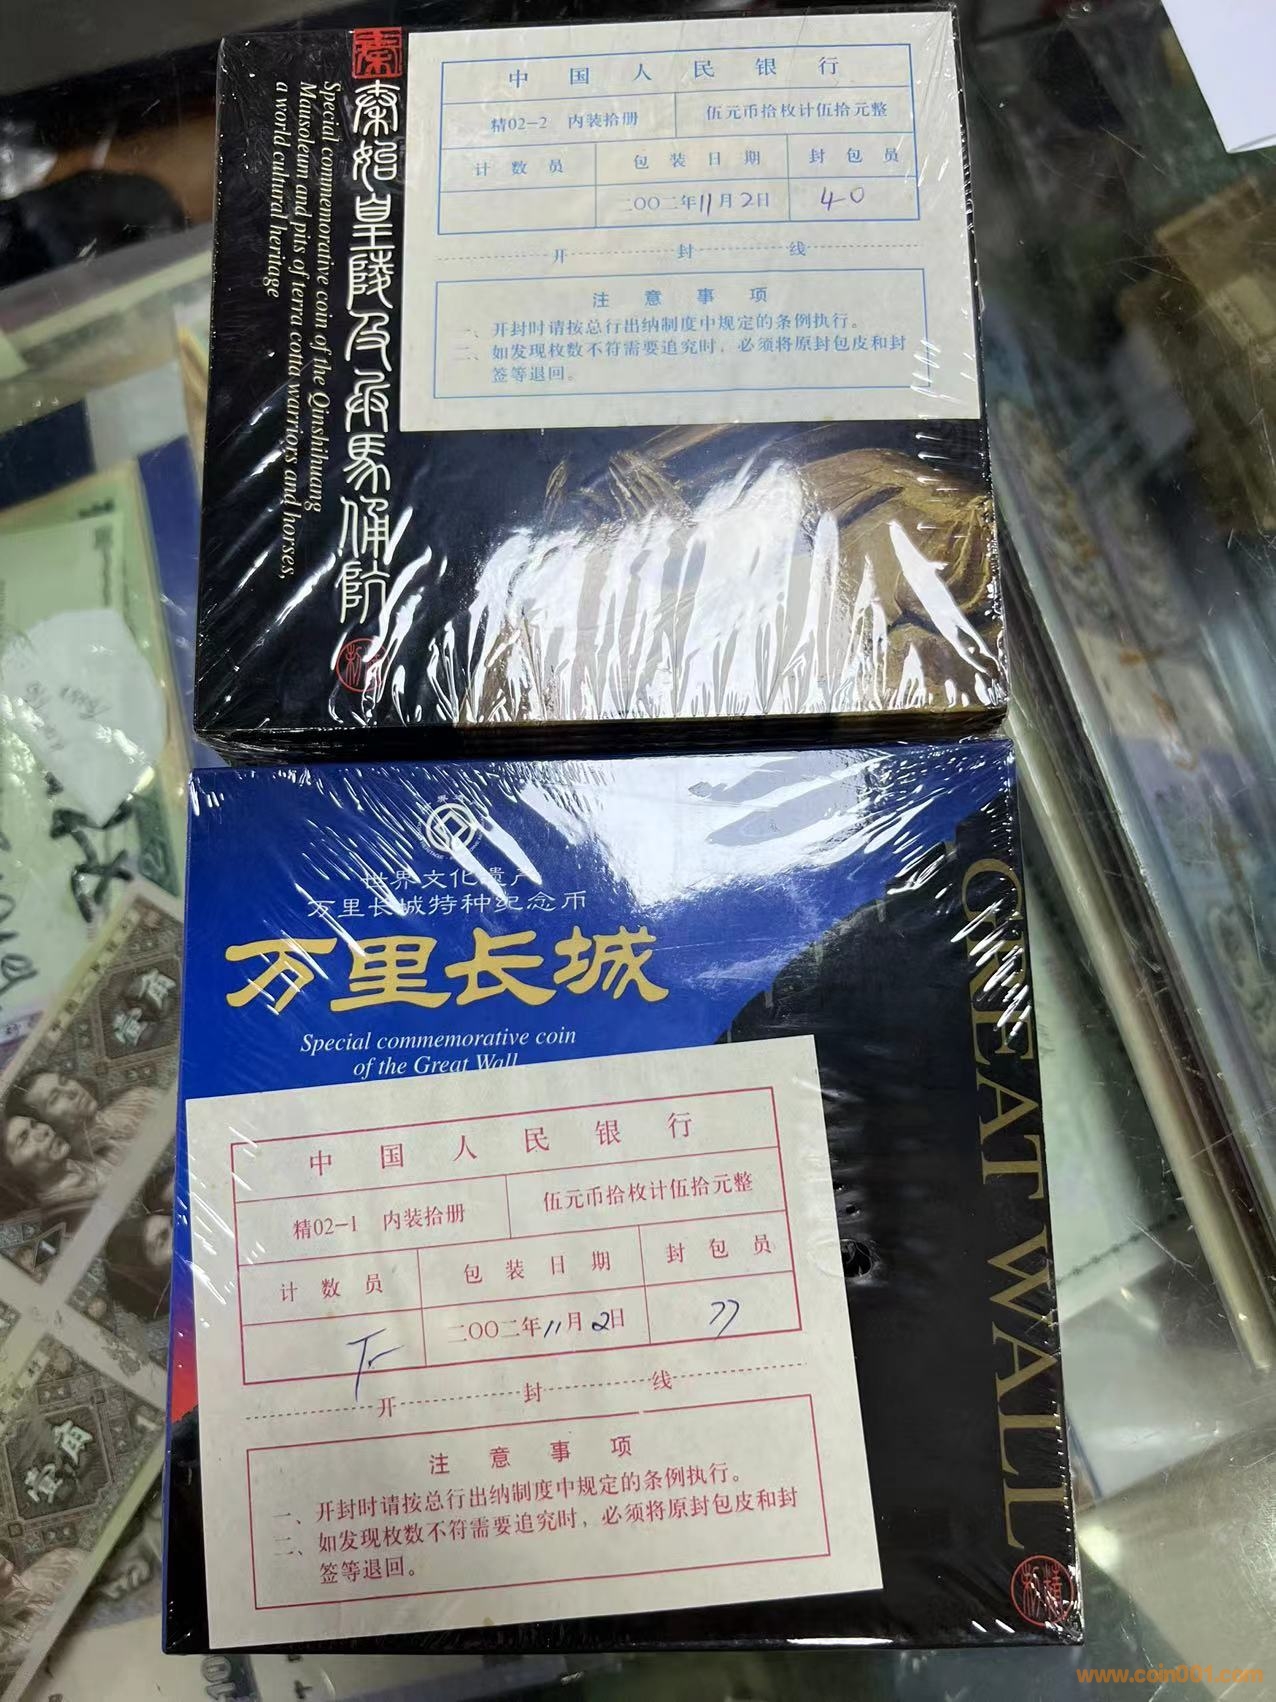 秦
秦始皇陵及兵马俑坑
Special commemorative coin of the Qinshihuang
Mausoleum and pits of terra cotta warriors and horses,
a world cultural heritage
中国人民银行
精02-2 内装拾册 伍元币拾枚计伍拾元整
计数员 包装日期 封包员
二〇〇二年11月2日 40
开封线
注意事项
一、开封时请按总行出纳制度中规定的条例执行。
二、如发现枚数不符需要追究时，必须将原封包皮和封
签等退回。
世界文化遗产
万里长城特种纪念币
万里长城
Special commemorative coin
of the Great Wall
GREAT WALL
中国人民银行
精02-1 内装拾册 伍元币拾枚计伍拾元整
计数员 包装日期 封包员
二〇〇二年11月2日
开封线
注意事项
一、开封时请按总行出纳制度中规定的条例执行。
二、如发现枚数不符需要追究时，必须将原封包皮和封
签等退回。
壹角
壹角
www.coin001.com